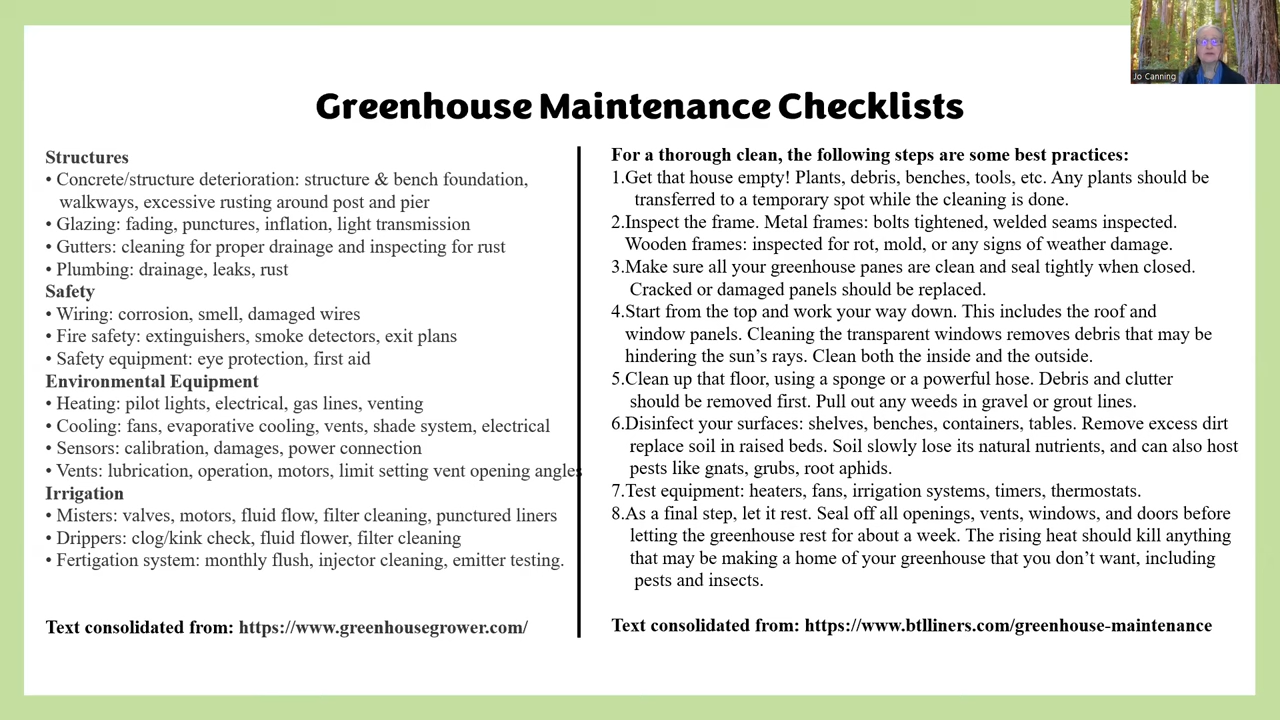 Jo Canning
Greenhouse Maintenance Checklists
Structures
• Concrete/structure deterioration: structure & bench foundation,
walkways, excessive rusting around post and pier
• Glazing: fading, punctures, inflation, light transmission
• Gutters: cleaning for proper drainage and inspecting for rust
• Plumbing: drainage, leaks, rust
Safety
• Wiring: corrosion, smell, damaged wires
• Fire safety: extinguishers, smoke detectors, exit plans
• Safety equipment: eye protection, first aid
Environmental Equipment
• Heating: pilot lights, electrical, gas lines, venting
• Cooling: fans, evaporative cooling, vents, shade system, electrical
• Sensors: calibration, damages, power connection
• Vents: lubrication, operation, motors, limit setting vent opening angles
Irrigation
• Misters: valves, motors, fluid flow, filter cleaning, punctured liners
• Drippers: clog/kink check, fluid flower, filter cleaning
• Fertigation system: monthly flush, injector cleaning, emitter testing.
Text consolidated from: https://www.greenhousegrower.com/
For a thorough clean, the following steps are some best practices:
1.Get that house empty! Plants, debris, benches, tools, etc. Any plants should be
transferred to a temporary spot while the cleaning is done.
2.Inspect the frame. Metal frames: bolts tightened, welded seams inspected.
Wooden frames: inspected for rot, mold, or any signs of weather damage.
3.Make sure all your greenhouse panes are clean and seal tightly when closed.
Cracked or damaged panels should be replaced.
4.Start from the top and work your way down. This includes the roof and
window panels. Cleaning the transparent windows removes debris that may be
hindering the sun’s rays. Clean both the inside and the outside.
5.Clean up that floor, using a sponge or a powerful hose. Debris and clutter
should be removed first. Pull out any weeds in gravel or grout lines.
6.Disinfect your surfaces: shelves, benches, containers, tables. Remove excess dirt
replace soil in raised beds. Soil slowly lose its natural nutrients, and can also host
pests like gnats, grubs, root aphids.
7.Test equipment: heaters, fans, irrigation systems, timers, thermostats.
8.As a final step, let it rest. Seal off all openings, vents, windows, and doors before
letting the greenhouse rest for about a week. The rising heat should kill anything
that may be making a home of your greenhouse that you don’t want, including
pests and insects.
Text consolidated from: https://www.btlliners.com/greenhouse-maintenance